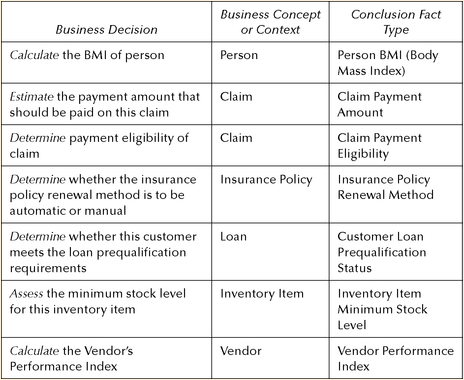 Business Decision
Business Concept
or Context
Conclusion Fact
Type
Calculate the BMI of person
Person
Person BMI (Body
Mass Index)
Estimate the payment amount that
should be paid on this claim
Claim
Claim Payment
Amount
Determine payment eligibility of
claim
Claim
Claim Payment
Eligibility
Determine whether the insurance
policy renewal method is to be
automatic or manual
Insurance Policy
Insurance Policy
Renewal Method
Determine whether this customer
meets the loan prequalification
requirements
Loan
Customer Loan
Prequalification
Status
Assess the minimum stock level
for this inventory item
Inventory Item
Inventory Item
Minimum Stock
Level
Calculate the Vendor's
Performance Index
Vendor
Vendor Performance
Index